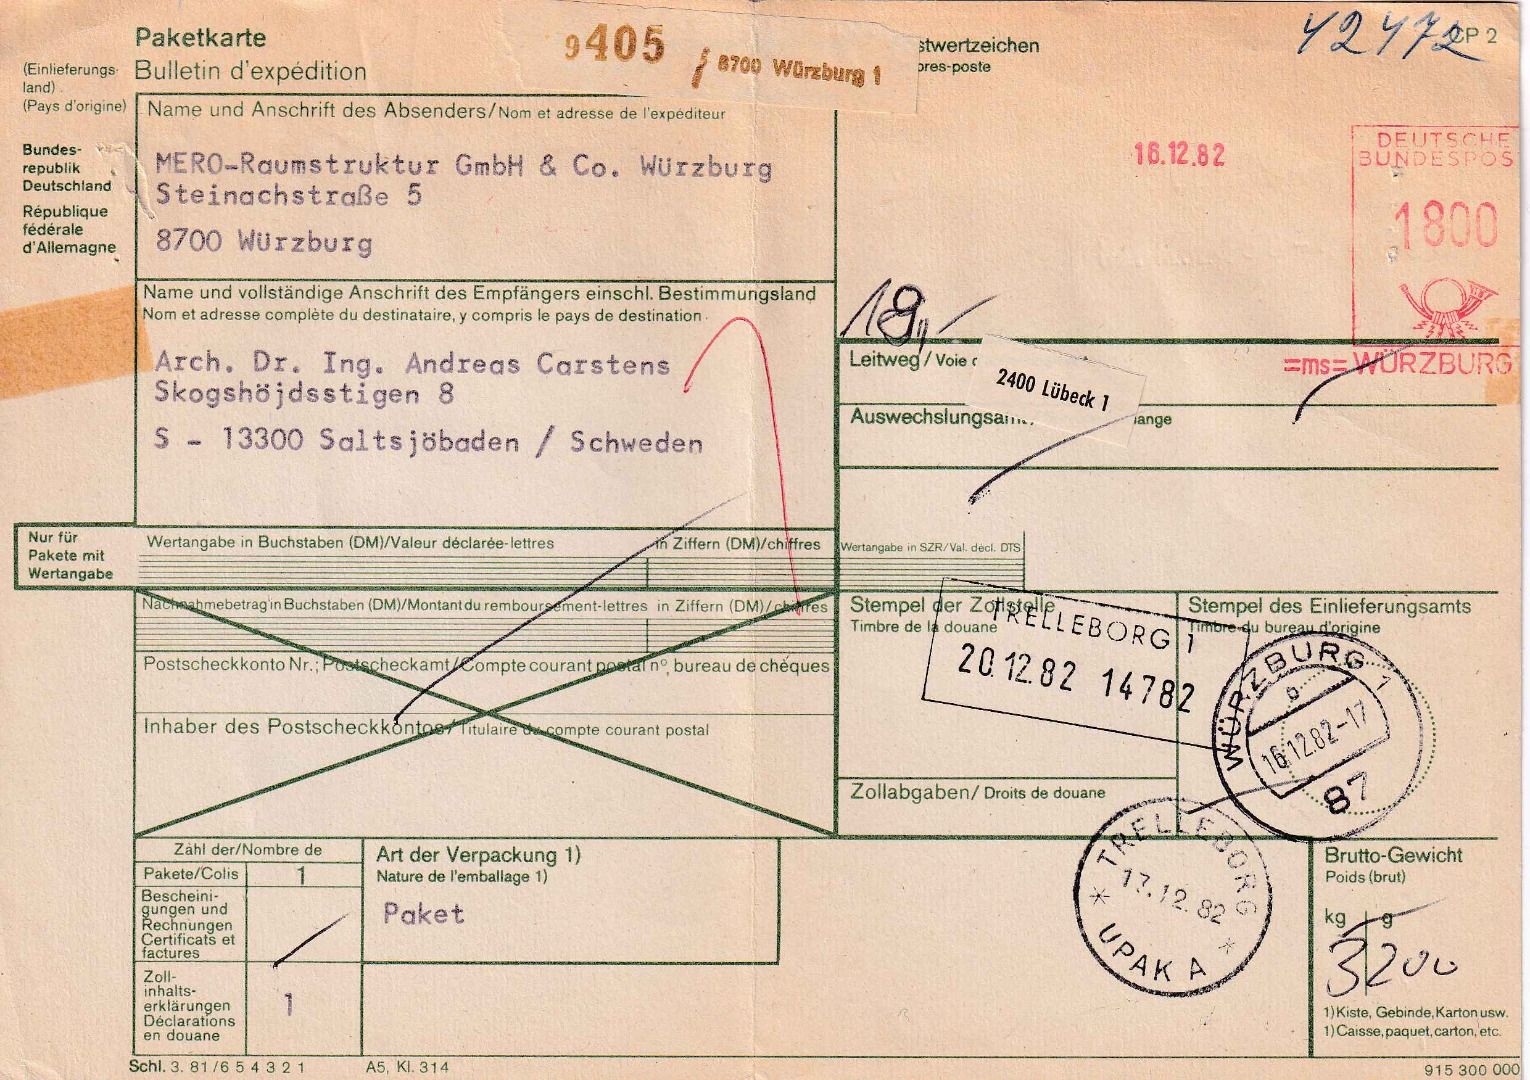 Paketkarte
Bulletin d'expédition
(Einlieferungs-
land)
(Pays d'origine)
Bundes-
republik
Deutschland
République
fédérale
d'Allemagne
9405
8700 Würzburg 1
stwertzeichen
pres-poste
CP 2
42472
Name und Anschrift des Absenders/Nom et adresse de l'expéditeur
MERO-Raumstruktur GmbH & Co. Würzburg
Steinachstraße 5
8700 Würzburg
16.12.82
DEUTSCHE
BUNDESPOS
1800
=ms= WÜRZBURG
Name und vollständige Anschrift des Empfängers einschl. Bestimmungsland
Nom et adresse complète du destinataire, y compris le pays de destination
Arch. Dr. Ing. Andreas Carstens
Skogshöjdsstigen 8
S - 13300 Saltsjöbaden / Schweden
18,,-
Leitweg/Voie
2400 Lübeck 1
Auswechslungsam
ange
Nur für
Pakete mit
Wertangabe
Wertangabe in Buchstaben (DM)/Valeur déclarée-lettres
in Ziffern (DM)/chiffres
Wertangabe in SZR/Val. décl. DTS
Nachnahmebetrag in Buchstaben (DM)/Montant du remboursement-lettres
in Ziffern (DM)/chiffres
Postscheckkonto Nr.; Postscheckamt/Compte courant postal n°, bureau de chèques
Inhaber des Postscheckkontos/Titulaire du compte courant postal
Stempel der Zollstelle
Timbre de la douane
TRELLEBORG 1
20.12.82 14782
Stempel des Einlieferungsamts
Timbre du bureau d'origine
WÜRZBURG 1
b
16.12.82-17
87
Zollabgaben/Droits de douane
TRELLEBORG
17.12.82
UPAK A
Zahl der/Nombre de
Pakete/Colis
1
Bescheini-
gungen und
Rechnungen
Certificats et
factures
Zoll-
inhalts-
erklärungen
Déclarations
en douane
1
Art der Verpackung 1)
Nature de l'emballage 1)
Paket
Brutto-Gewicht
Poids (brut)
kg g
3200
1) Kiste, Gebinde, Karton usw.
1) Caisse, paquet, carton, etc.
Schl. 3. 81/6 5 4 3 2 1
A5, Kl. 314
915 300 000